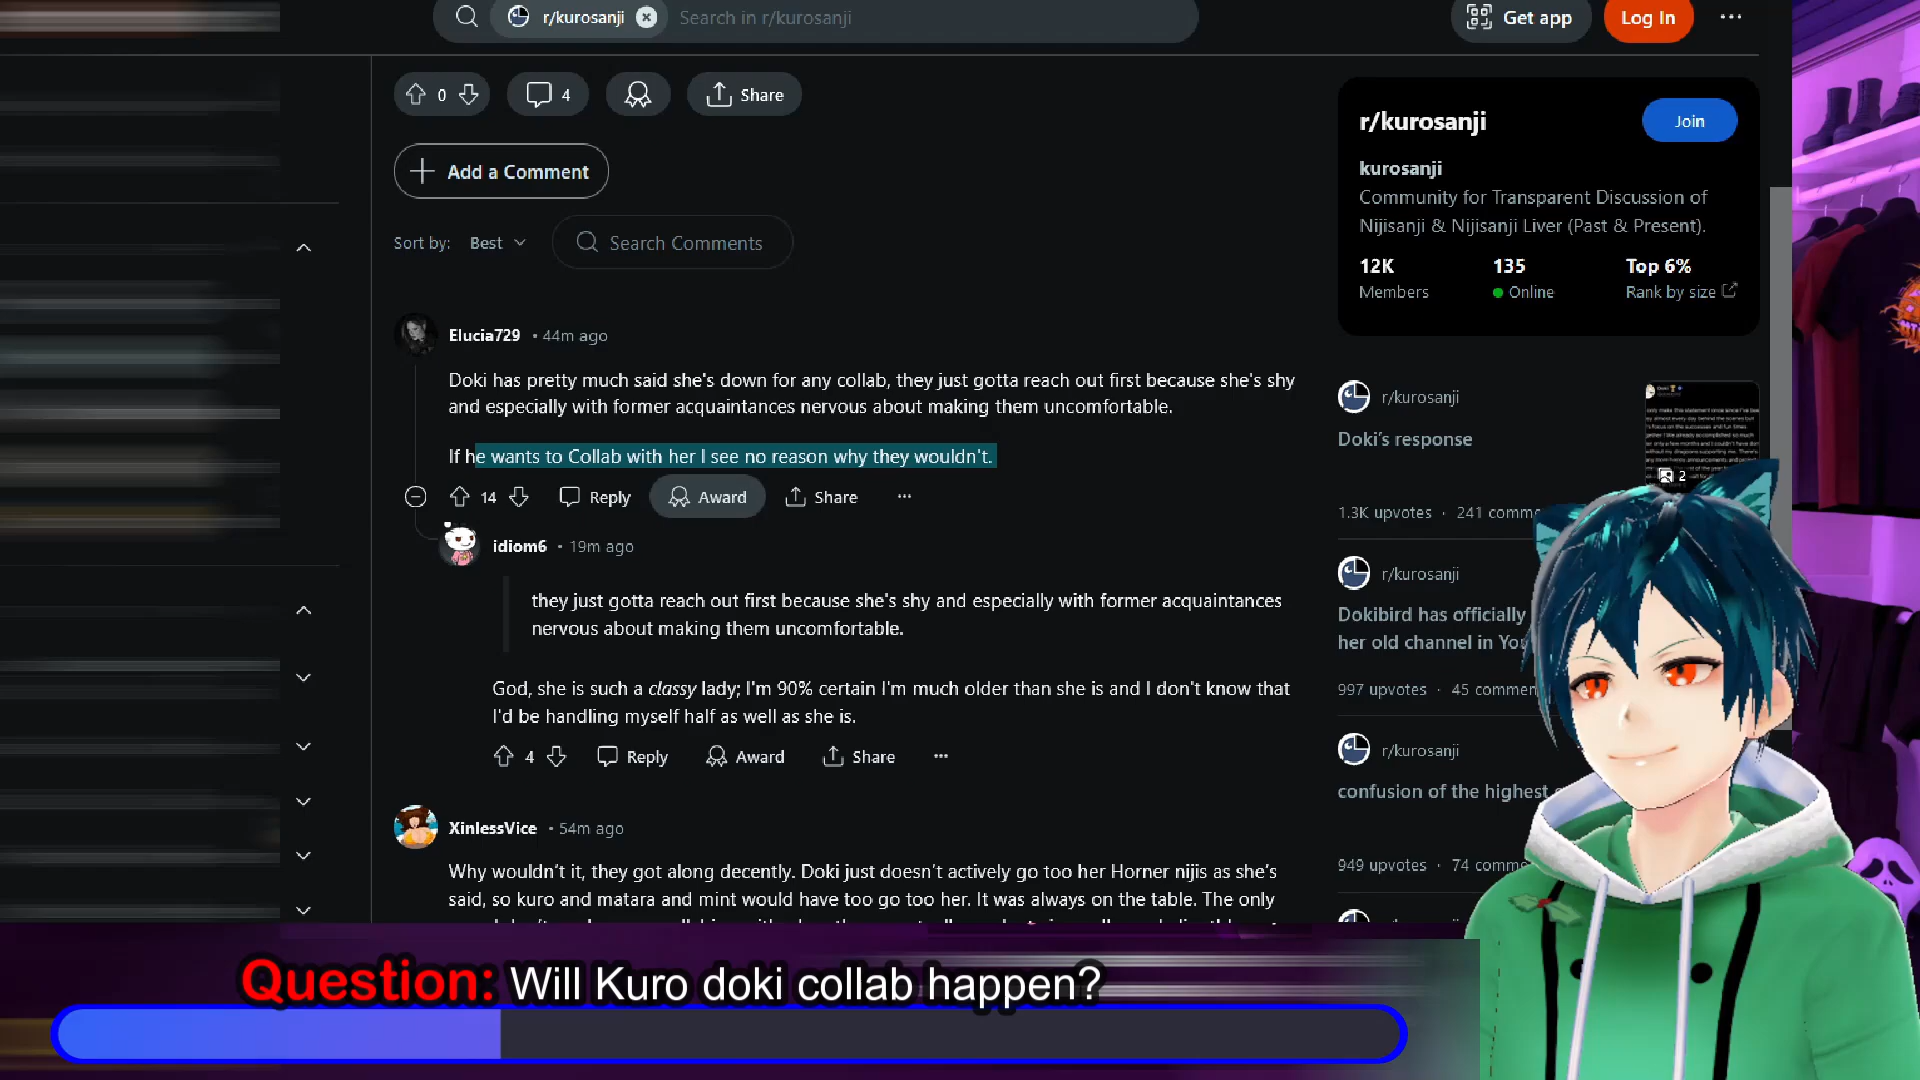 r/kurosanji
Search in r/kurosanji
Get app
Log In
0
4
Share
Add a Comment
Sort by:
Best
Search Comments
Elucia729 • 44m ago
Doki has pretty much said she's down for any collab, they just gotta reach out first because she's shy
and especially with former acquaintances nervous about making them uncomfortable.
If he wants to Collab with her I see no reason why they wouldn't.
14
Reply
Award
Share
idiom6 • 19m ago
they just gotta reach out first because she's shy and especially with former acquaintances
nervous about making them uncomfortable.
God, she is such a classy lady; I'm 90% certain I'm much older than she is and I don't know that
I'd be handling myself half as well as she is.
4
Reply
Award
Share
XinlessVice • 54m ago
Why wouldn't it, they got along decently. Doki just doesn't actively go too her Horner nijis as she's
said, so kuro and matara and mint would have too go too her. It was always on the table. The only
r/kurosanji
Join
kurosanji
Community for Transparent Discussion of
Nijisanji & Nijisanji Liver (Past & Present).
12K
135
Top 6%
Members
Online
Rank by size
r/kurosanji
Doki's response
2
1.3K upvotes · 241 comme
r/kurosanji
Dokibird has officially
her old channel in You
997 upvotes · 45 commen
r/kurosanji
confusion of the highest
949 upvotes · 74 comme
Question: Will Kuro doki collab happen?